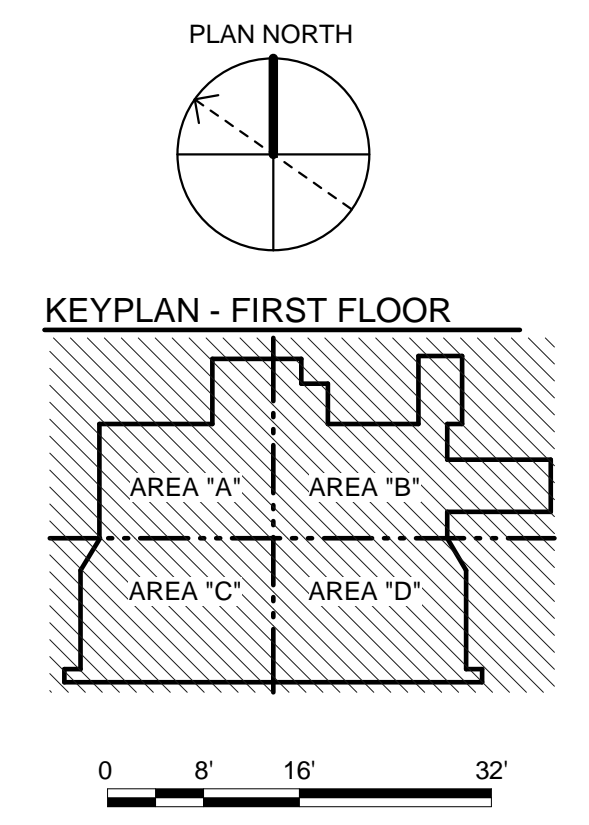 PLAN NORTH
KEYPLAN - FIRST FLOOR
AREA "A" AREA "B"
AREA "C" AREA "D"
0 8' 16' 32'